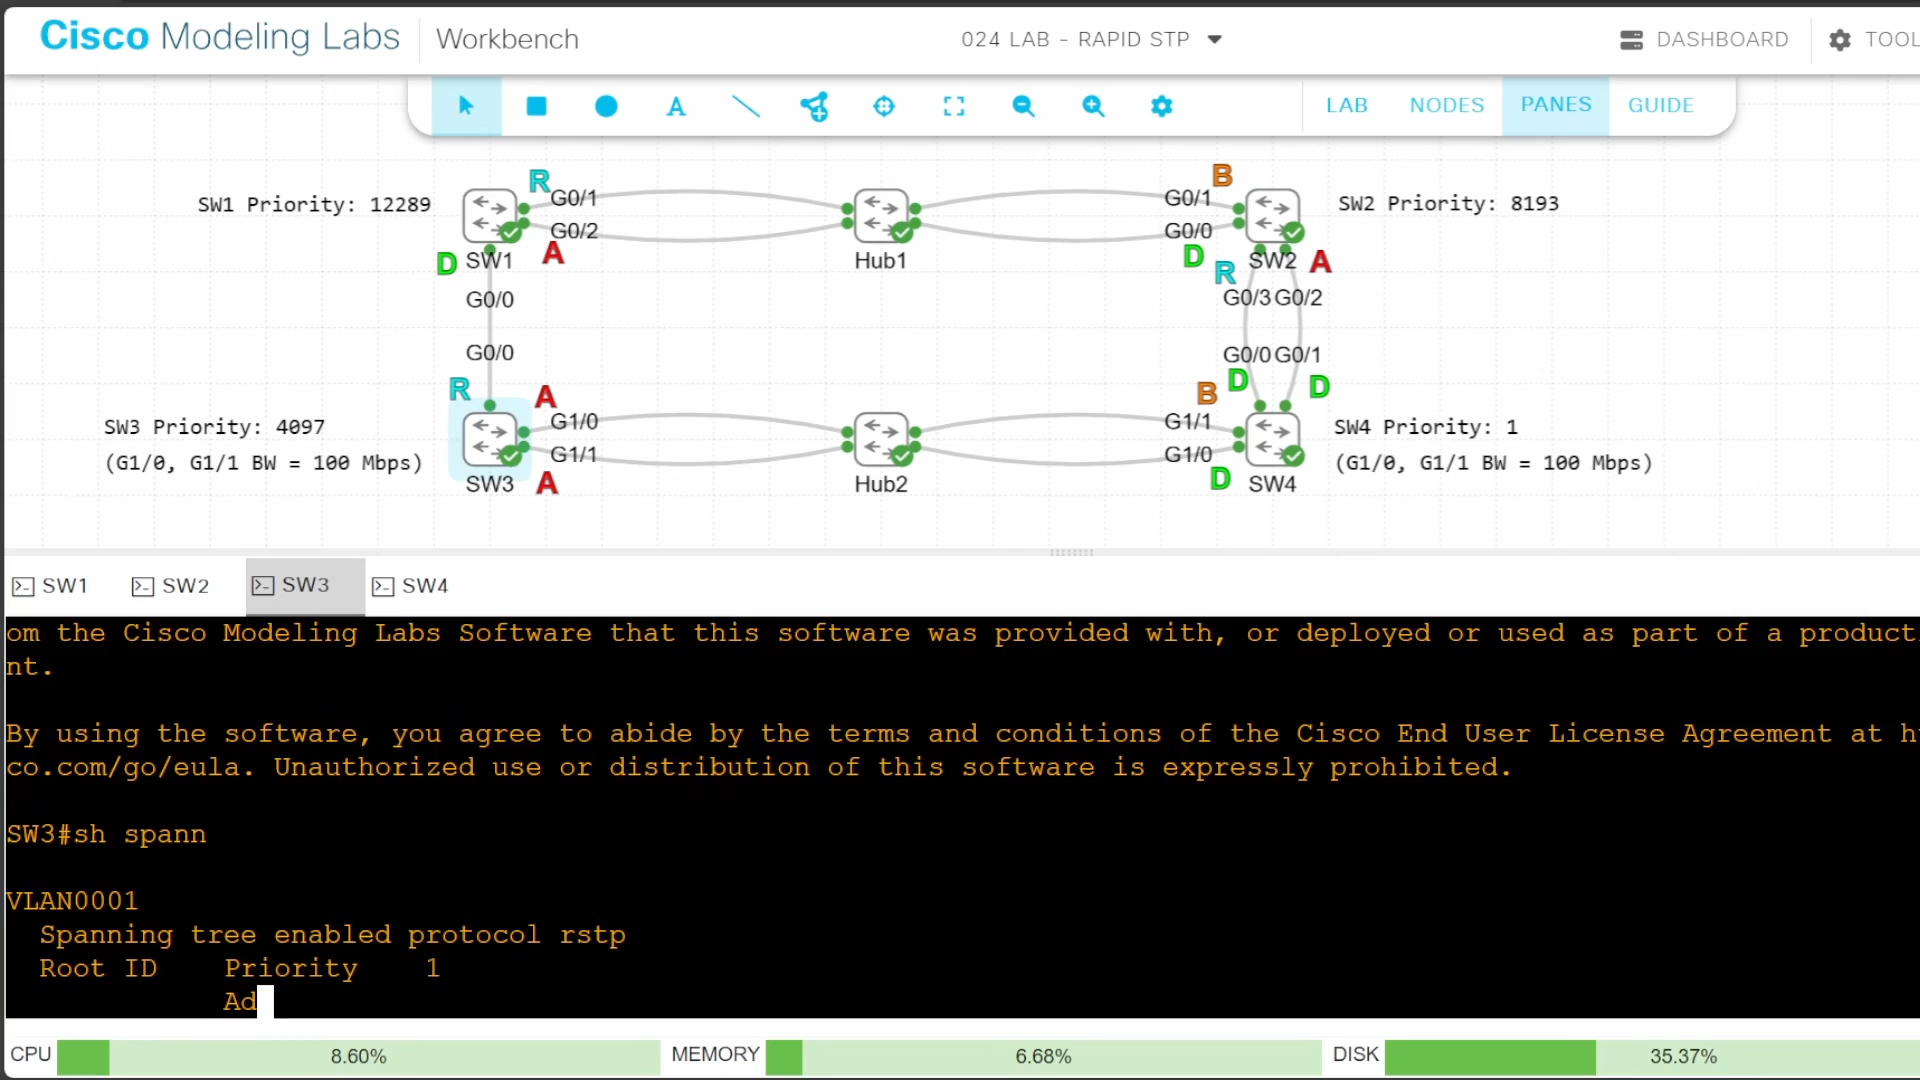 Cisco Modeling Labs
Workbench
024 LAB - RAPID STP
DASHBOARD
TOOL
LAB
NODES
PANES
GUIDE
SW1 Priority: 12289
R
G0/1
G0/2
A
D
SW1
G0/0
Hub1
B
G0/1
G0/0
D
R
SW2
A
G0/3
G0/2
SW2 Priority: 8193
G0/0
R
A
G1/0
G1/1
SW3
A
SW3 Priority: 4097
(G1/0, G1/1 BW = 100 Mbps)
Hub2
G0/0
G0/1
B
D
D
G1/1
G1/0
D
SW4
SW4 Priority: 1
(G1/0, G1/1 BW = 100 Mbps)
SW1
SW2
SW3
SW4
om the Cisco Modeling Labs Software that this software was provided with, or deployed or used as part of a product
nt.
By using the software, you agree to abide by the terms and conditions of the Cisco End User License Agreement at h
co.com/go/eula. Unauthorized use or distribution of this software is expressly prohibited.
SW3#sh spann
VLAN0001
Spanning tree enabled protocol rstp
Root ID Priority 1
Ad
CPU
8.60%
MEMORY
6.68%
DISK
35.37%